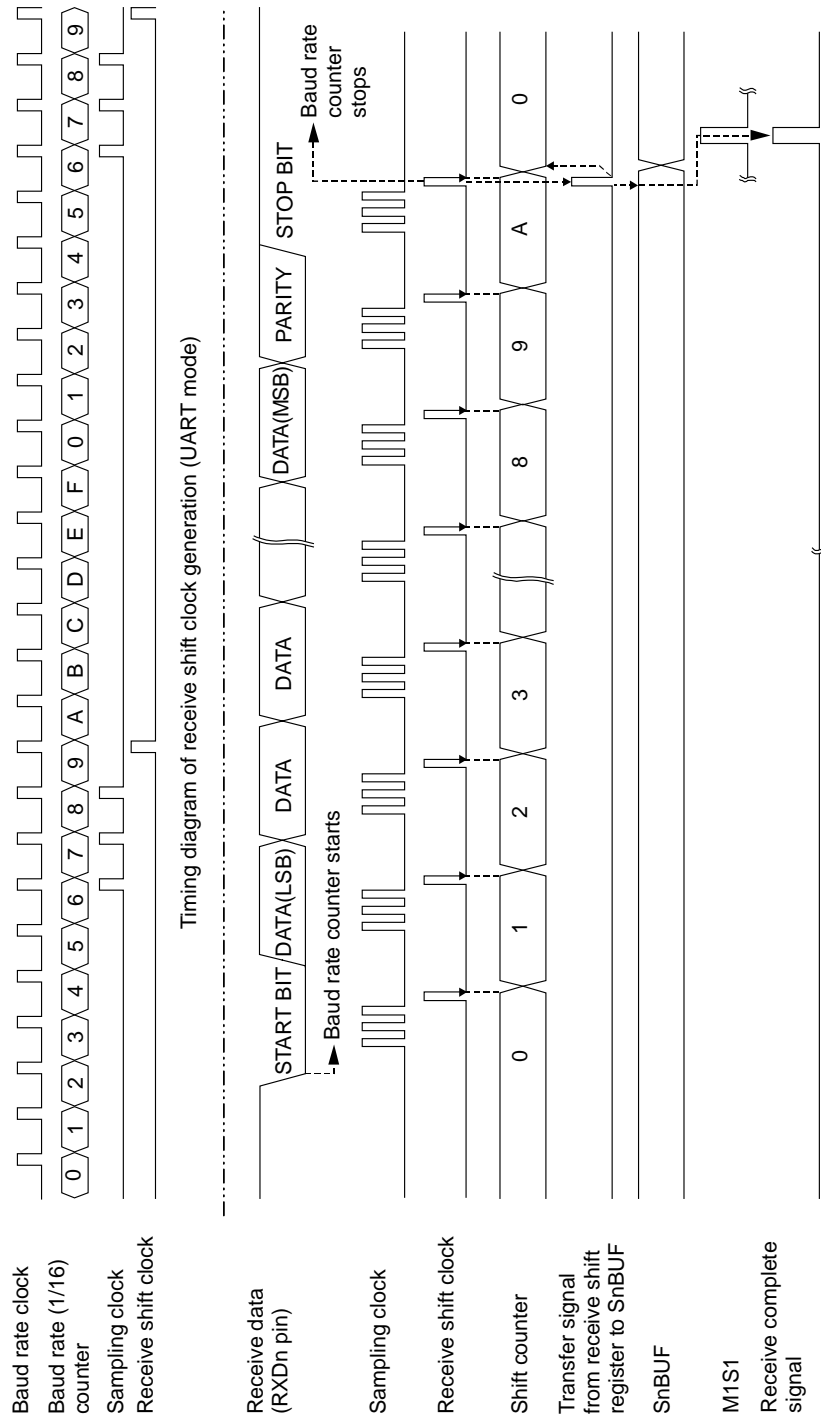 Baud rate clock
Baud rate (1/16)
counter
0 1 2 3 4 5 6 7 8 9 A B C D E F 0 1 2 3 4 5 6 7 8 9
Sampling clock
Receive shift clock
Timing diagram of receive shift clock generation (UART mode)
Receive data
(RXDn pin)
START BIT DATA(LSB) DATA DATA DATA(MSB) PARITY STOP BIT
Baud rate counter starts
Baud rate
counter
stops
Sampling clock
Receive shift clock
Shift counter
0 1 2 3 8 9 A 0
Transfer signal
from receive shift
register to SnBUF
SnBUF
M1S1
Receive complete
signal